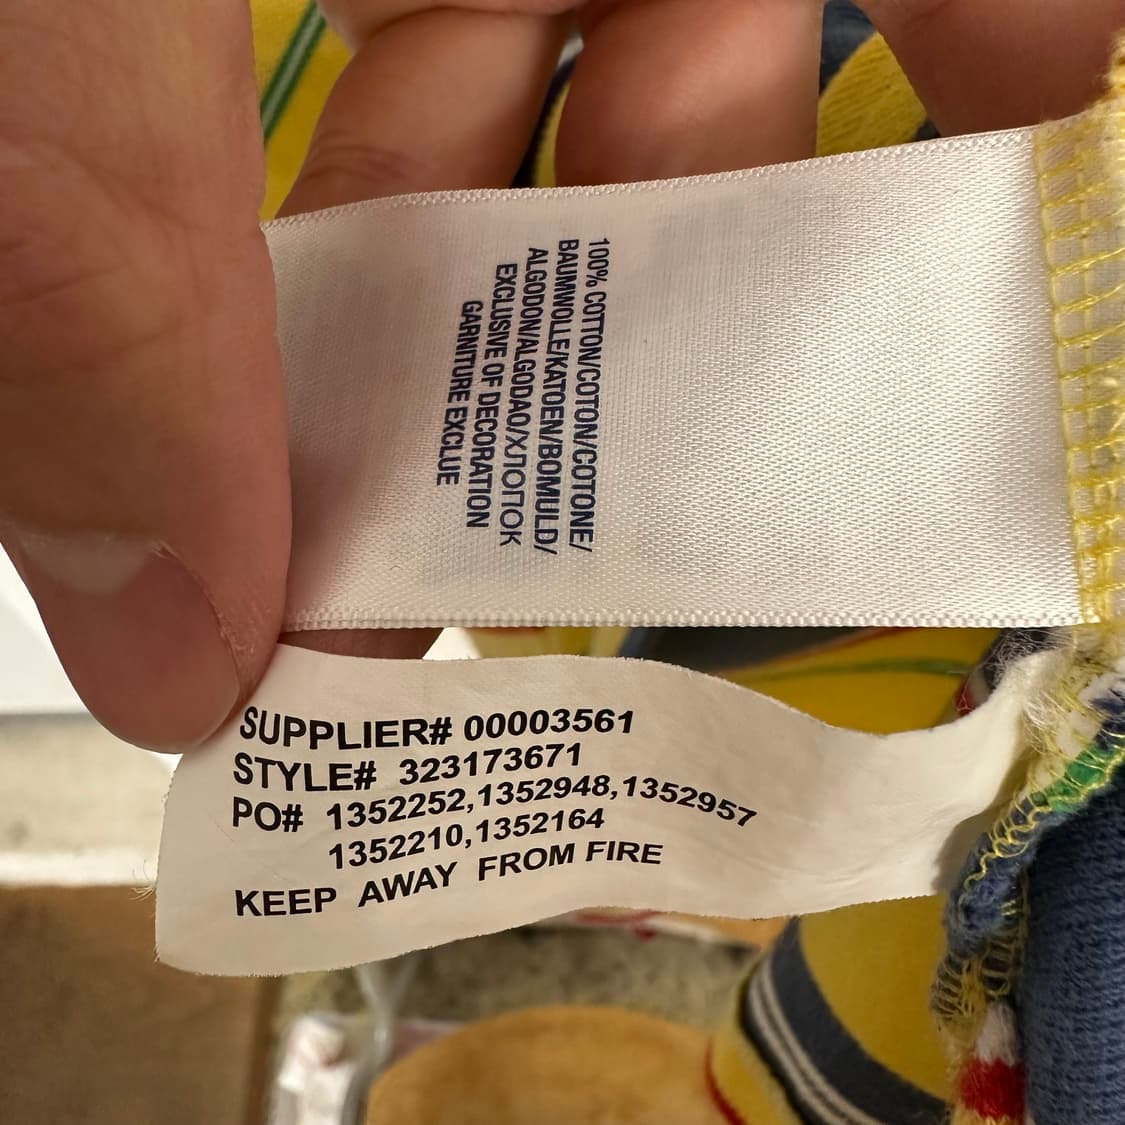 100% COTTON/COTON/COTONE/
BAUMWOLLE/KATOEN/BOMULD/
ALGODON/ALGODAO/ХЛОПОК
EXCLUSIVE OF DECORATION
GARNITURE EXCLUE
SUPPLIER# 00003561
STYLE# 323173671
PO# 1352252,1352948,1352957
1352210,1352164
KEEP AWAY FROM FIRE